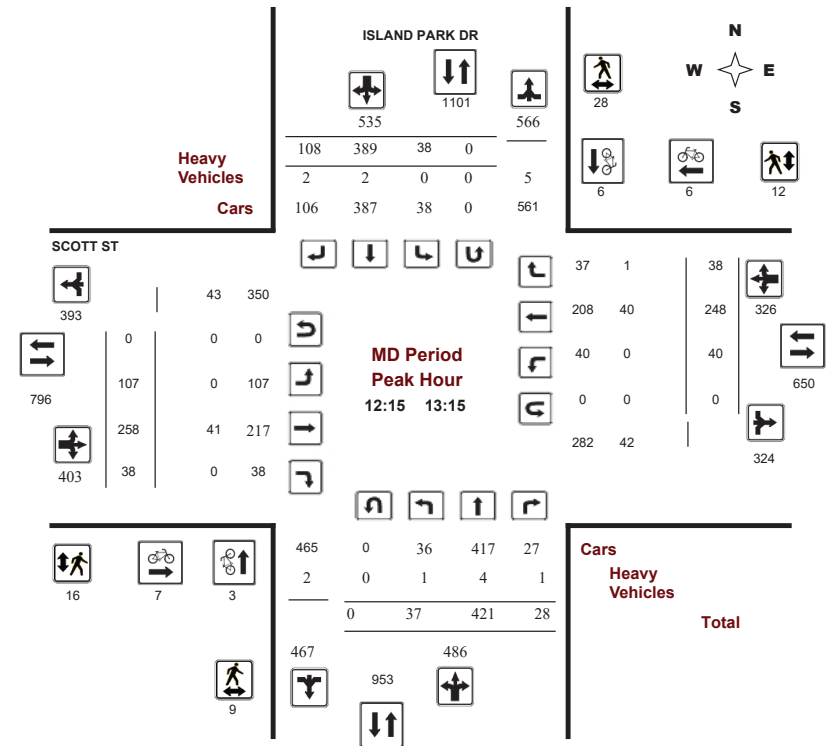 ISLAND PARK DR
N
W E
S
1101
28
535 566
108 389 38 0
Heavy
Vehicles
2 2 0 0 5
Cars
106 387 38 0 561
6 6 12
SCOTT ST
393
43 350
37 1 38
326
208 40 248
0 0 0
40 0 40
796
107 0 107
MD Period
Peak Hour
12:15 13:15
650
0 0 0
258 41 217
282 42
324
403
38 0 38
465 0 36 417 27
Cars
2 0 1 4 1
Heavy
Vehicles
16 7 3
0 37 421 28
Total
467 486
953
9